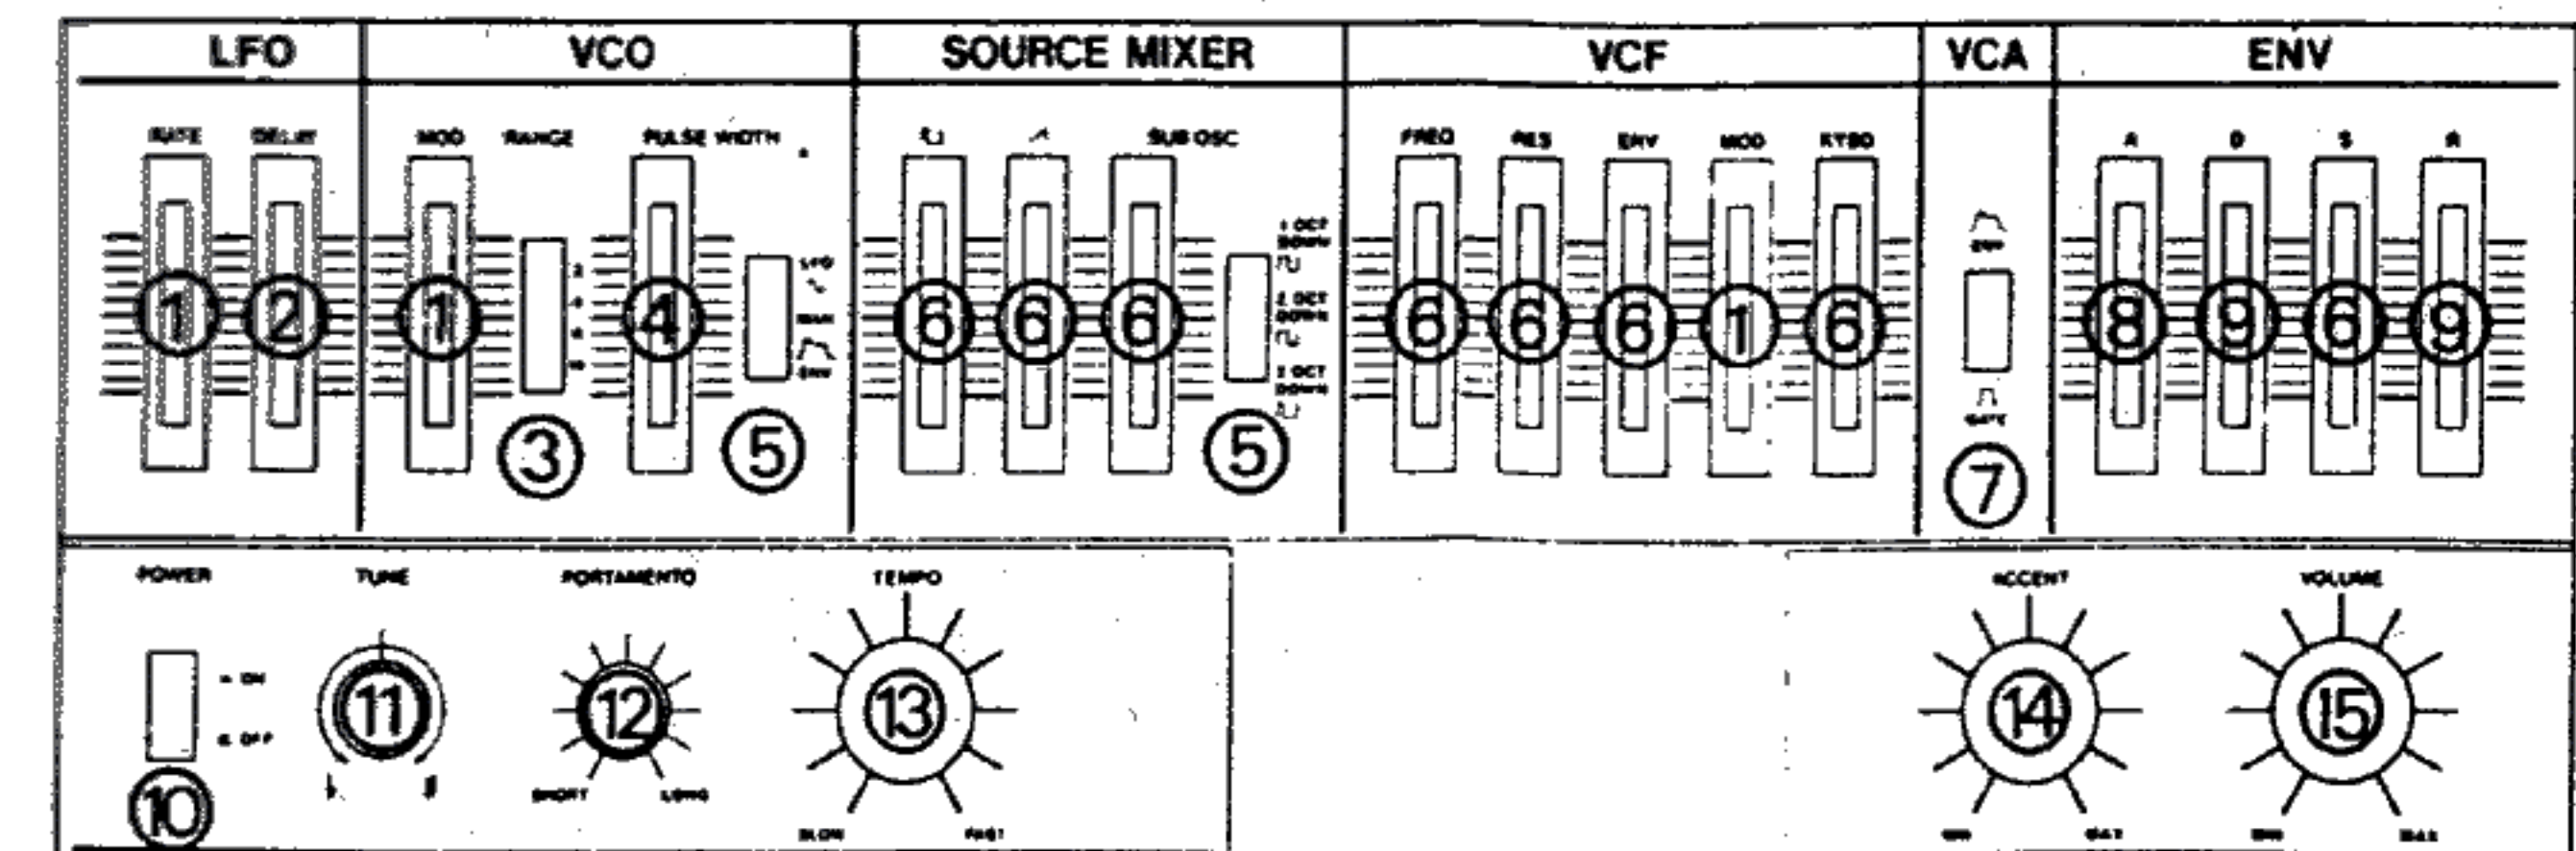 LFO VCO SOURCE MIXER VCF VCA ENV
RATE DELAY MOD RANGE PULSE WIDTH SUB OSC FREQ RES ENV MOD KYBD A D S R
1 OCT
DOWN
LFO
ENV
2 OCT
DOWN
MAN
ENV
DOWN
GATE
1 2 1 4 6 6 6 6 6 6 1 6 8 9 6 9
3 5 5 7
POWER TUNE PORTAMENTO TEMPO ACCENT VOLUME
ON
OFF
11 12 13 14 15
10
SHORT LONG
SLOW FAST MIN MAX MIN MAX